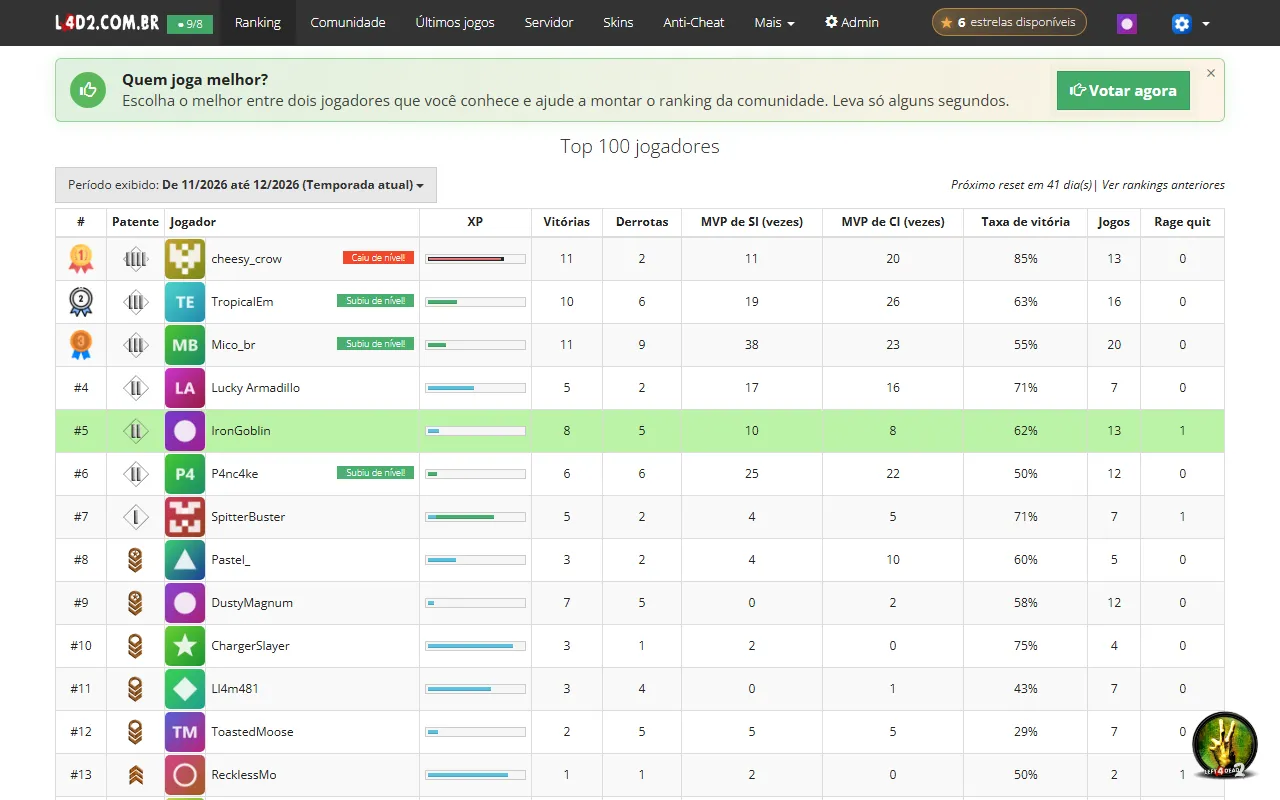 L4D2.COM.BR 9/8 Ranking Comunidade Últimos jogos Servidor Skins Anti-Cheat Mais Admin 6 estrelas disponíveis
Quem joga melhor?
Escolha o melhor entre dois jogadores que você conhece e ajude a montar o ranking da comunidade. Leva só alguns segundos.
Votar agora
×
Top 100 jogadores
Período exibido: De 11/2026 até 12/2026 (Temporada atual)
Próximo reset em 41 dia(s)| Ver rankings anteriores
# Patente Jogador XP Vitórias Derrotas MVP de SI (vezes) MVP de CI (vezes) Taxa de vitória Jogos Rage quit
1 cheesy_crow Caiu de nível! 11 2 11 20 85% 13 0
2 TE TropicalEm Subiu de nível! 10 6 19 26 63% 16 0
3 MB Mico_br Subiu de nível! 11 9 38 23 55% 20 0
#4 LA Lucky Armadillo 5 2 17 16 71% 7 0
#5 IronGoblin 8 5 10 8 62% 13 1
#6 P4 P4nc4ke Subiu de nível! 6 6 25 22 50% 12 0
#7 SpitterBuster 5 2 4 5 71% 7 1
#8 Pastel_ 3 2 4 10 60% 5 0
#9 DustyMagnum 7 5 0 2 58% 12 0
#10 ChargerSlayer 3 1 2 0 75% 4 0
#11 Ll4m481 3 4 0 1 43% 7 0
#12 TM ToastedMoose 2 5 5 5 29% 7 0
#13 RecklessMo 1 1 2 0 50% 2 1
LEFT 4 DEAD 2